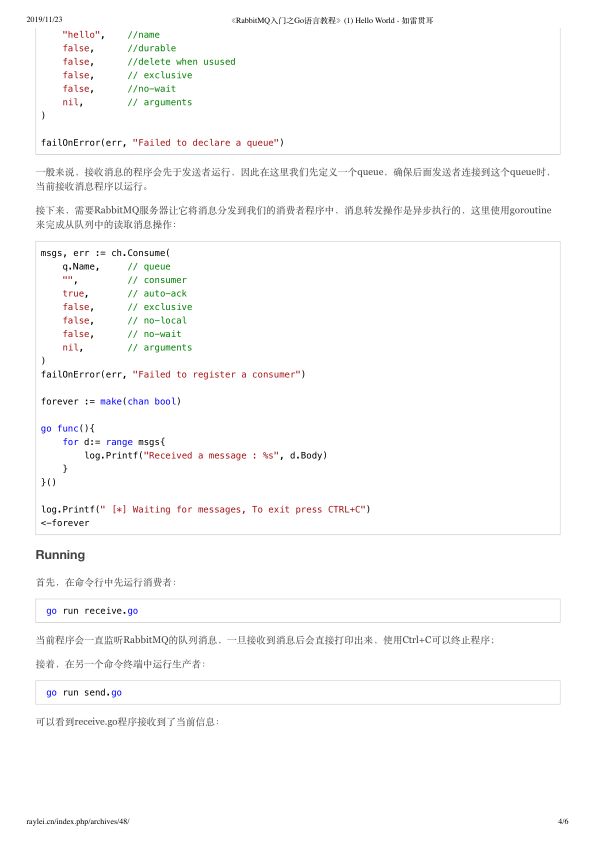 2019/11/23
《RabbitMQ入门之Go语言教程》(1) Hello World - 如雷贯耳
"hello",    //name
false,      //durable
false,      //delete when usused
false,      // exclusive
false,      //no-wait
nil,        // arguments
)
failOnError(err, "Failed to declare a queue")
一般来说，接收消息的程序会先于发送者运行，因此在这里我们先定义一个queue，确保后面发送者连接到这个queue时，
当前接收消息程序以运行。
接下来，需要RabbitMQ服务器让它将消息分发到我们的消费者程序中，消息转发操作是异步执行的，这里使用goroutine
来完成从队列中的读取消息操作：
msgs, err := ch.Consume(
q.Name,     // queue
"",         // consumer
true,       // auto-ack
false,      // exclusive
false,      // no-local
false,      // no-wait
nil,        // arguments
)
failOnError(err, "Failed to register a consumer")
forever := make(chan bool)
go func(){
for d:= range msgs{
log.Printf("Received a message : %s", d.Body)
}
}()
log.Printf(" [*] Waiting for messages, To exit press CTRL+C")
<-forever
Running
首先，在命令行中先运行消费者：
go run receive.go
当前程序会一直监听RabbitMQ的队列消息，一旦接收到消息后会直接打印出来，使用Ctrl+C可以终止程序；
接着，在另一个命令终端中运行生产者：
go run send.go
可以看到receive.go程序接收到了当前信息：
raylei.cn/index.php/archives/48/
4/6